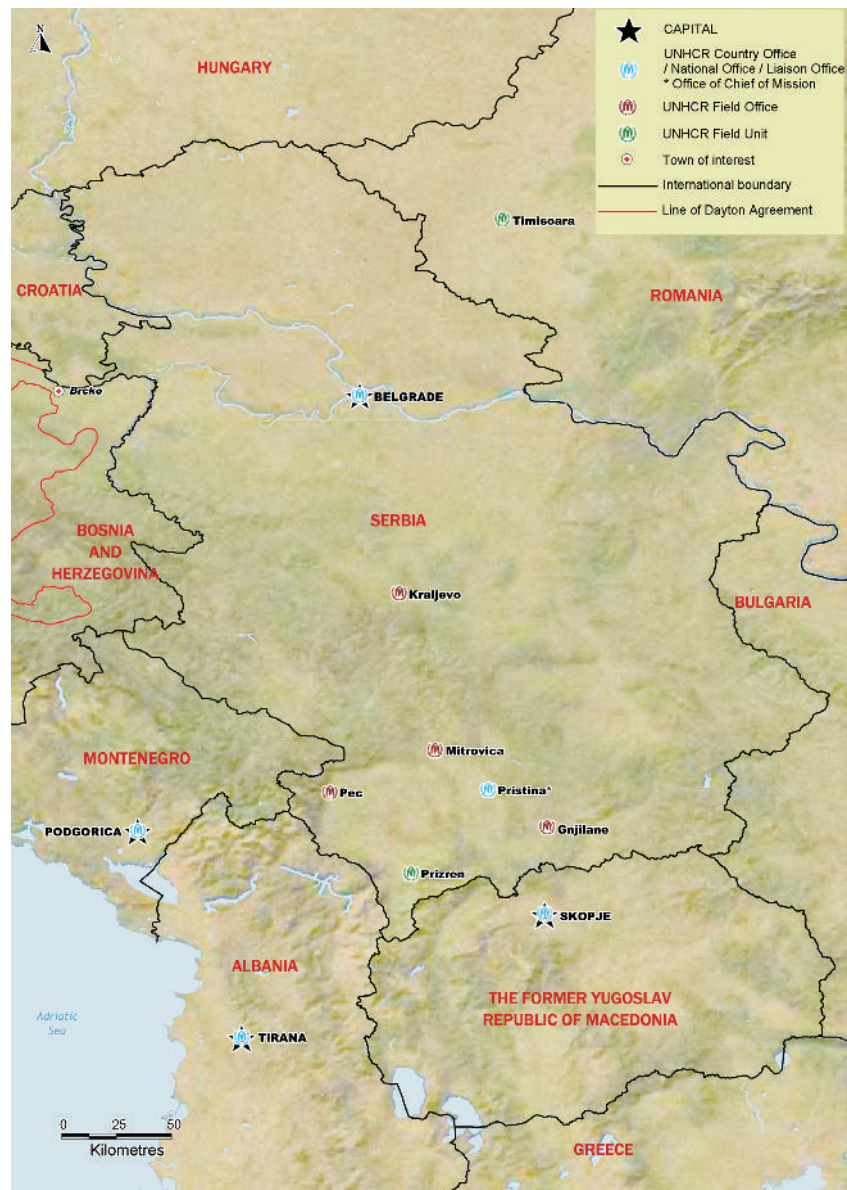 N
CAPITAL
UNHCR Country Office
/ National Office / Liaison Office
* Office of Chief of Mission
UNHCR Field Office
UNHCR Field Unit
Town of interest
International boundary
Line of Dayton Agreement
HUNGARY
Timisoara
CROATIA
ROMANIA
Brcko
BELGRADE
SERBIA
BOSNIA
AND
HERZEGOVINA
Kraljevo
BULGARIA
MONTENEGRO
Mitrovica
Pec
Pristina*
PODGORICA
Gnjilane
Prizren
SKOPJE
ALBANIA
THE FORMER YUGOSLAV
REPUBLIC OF MACEDONIA
Adriatic
Sea
TIRANA
0 25 50
Kilometres
GREECE